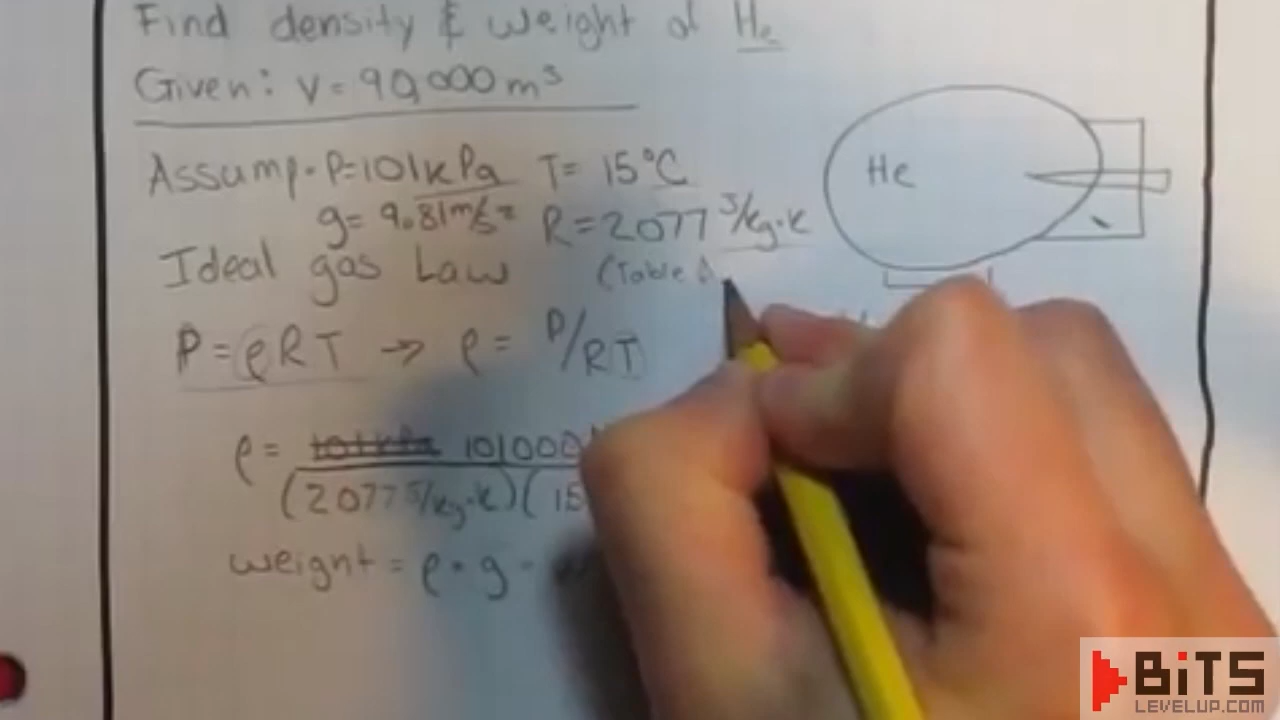 Find density & weight of He
Given: V = 90,000 m³
Assump. P=101kPa T= 15°C
g= 9.81m/s² R=2077 J/kg·K
He
Ideal gas Law (Table
P = ρRT → ρ = P/RT
ρ = 101kPa 101000
(2077 J/kg·K)(15
weignt = ρ · g ·
BiTS
LEVELUP.COM